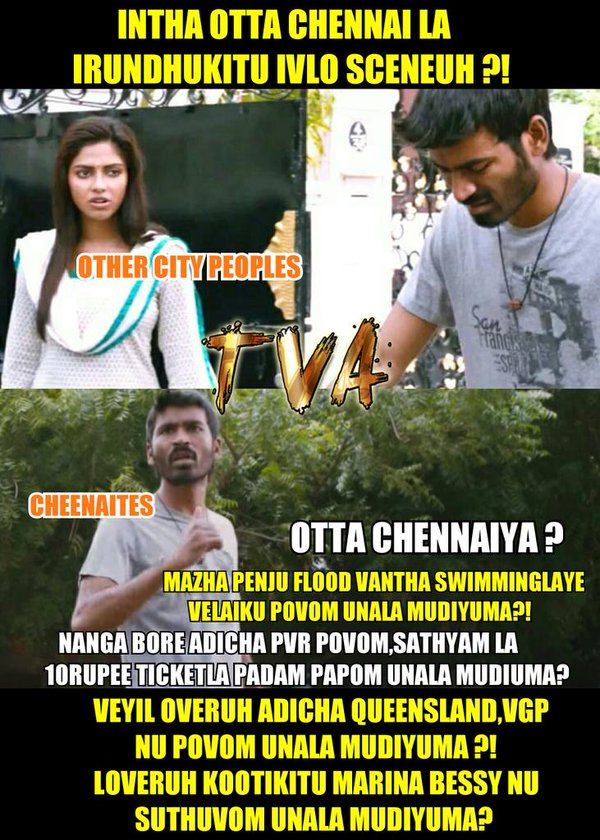 INTHA OTTA CHENNAI LA
IRUNDHUKITU IVLO SCENEUH ?!
OTHER CITY PEOPLES
San
Francisco
TVA
CHEENAITES
OTTA CHENNAIYA ?
MAZHA PENJU FLOOD VANTHA SWIMMINGLAYE
VELAIKU POVOM UNALA MUDIYUMA?!
NANGA BORE ADICHA PVR POVOM,SATHYAM LA
10RUPEE TICKETLA PADAM PAPOM UNALA MUDIUMA?
VEYIL OVERUH ADICHA QUEENSLAND,VGP
NU POVOM UNALA MUDIYUMA ?!
LOVERUH KOOTIKITU MARINA BESSY NU
SUTHUVOM UNALA MUDIYUMA?